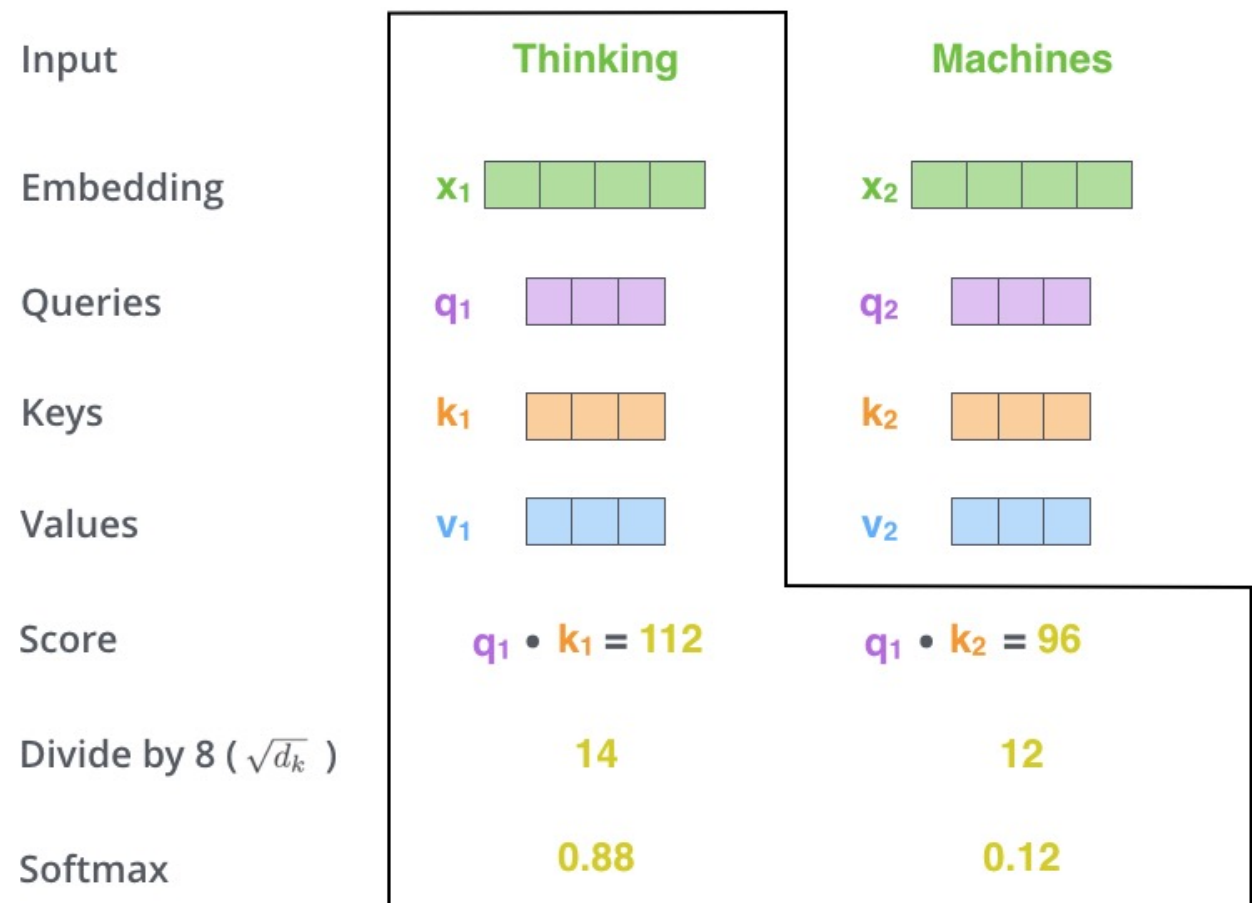 Input Thinking Machines
Embedding x₁ x₂
Queries q₁ q₂
Keys k₁ k₂
Values v₁ v₂
Score q₁ • k₁ = 112 q₁ • k₂ = 96
Divide by 8 ( √dₖ ) 14 12
Softmax 0.88 0.12